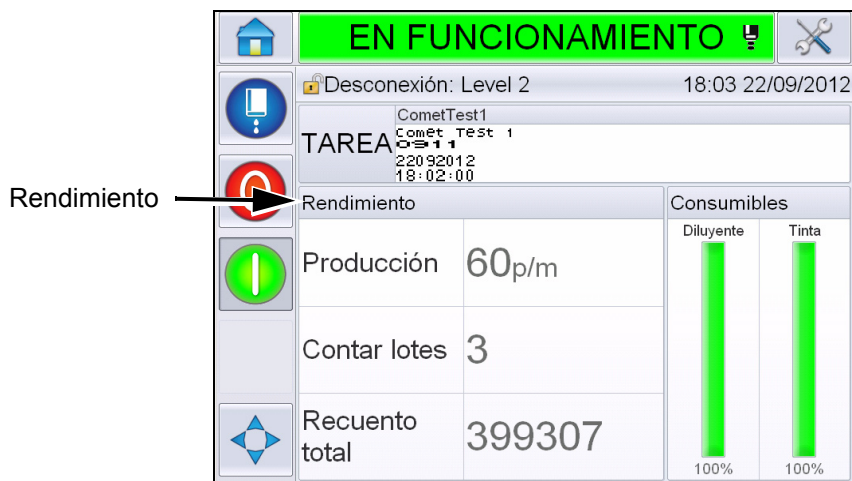 EN FUNCIONAMIENTO
Desconexión: Level 2 18:03 22/09/2012
CometTest1
TAREA
Comet Test 1
0911
22092012
18:02:00
Rendimiento
Rendimiento
Consumibles
Producción 60p/m
Contar lotes 3
Recuento
total
399307
Diluyente Tinta
100% 100%